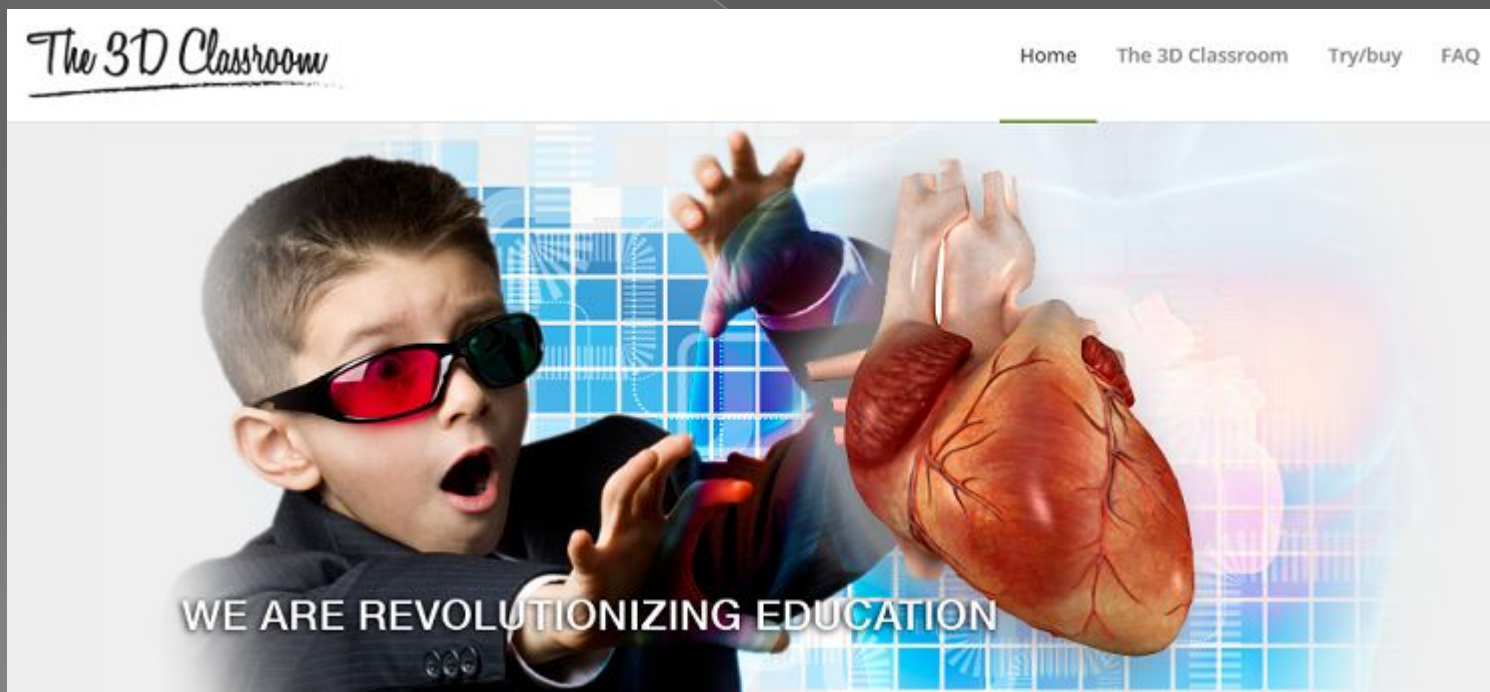 The 3D Classroom
Home The 3D Classroom Try/buy FAQ
WE ARE REVOLUTIONIZING EDUCATION